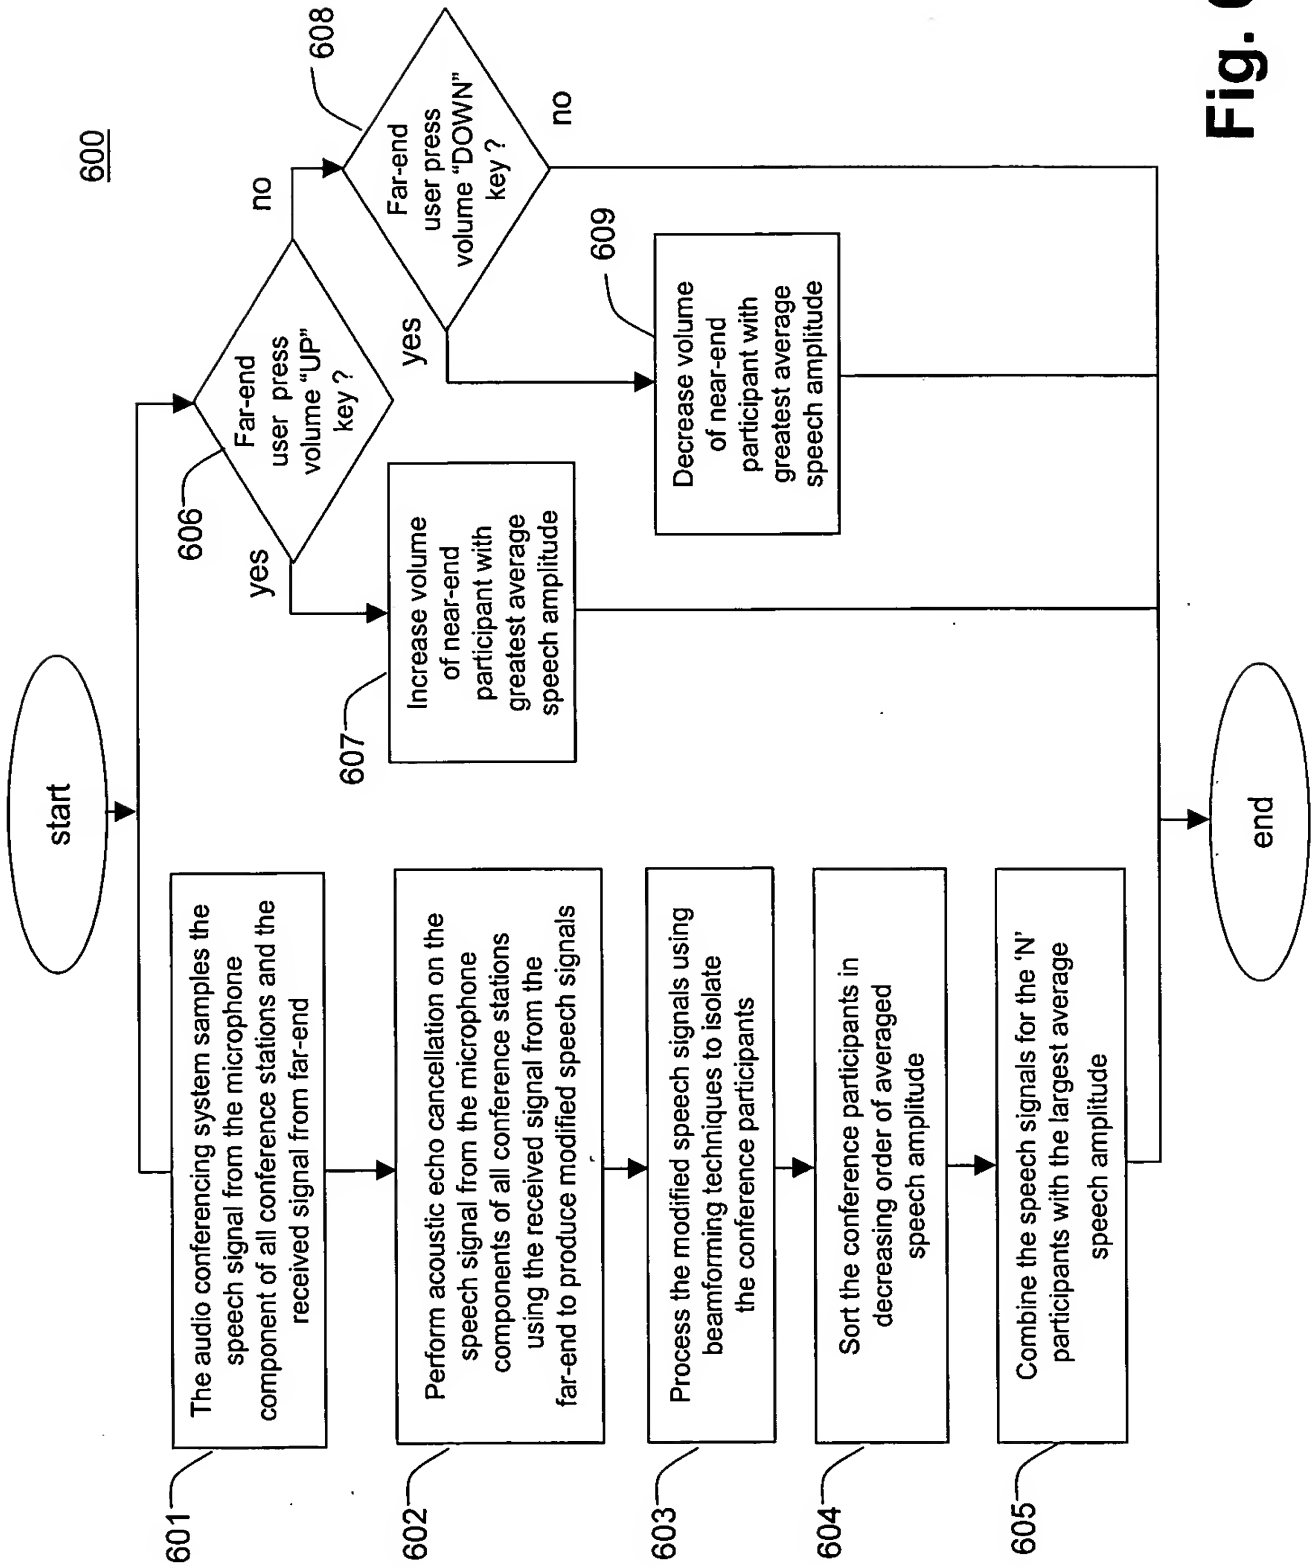 600
start
601
The audio conferencing system samples the
speech signal from the microphone
component of all conference stations and the
received signal from far-end
602
Perform acoustic echo cancellation on the
speech signal from the microphone
components of all conference stations
using the received signal from the
far-end to produce modified speech signals
603
Process the modified speech signals using
beamforming techniques to isolate
the conference participants
604
Sort the conference participants in
decreasing order of averaged
speech amplitude
605
Combine the speech signals for the 'N'
participants with the largest average
speech amplitude
606
Far-end
user press
volume "UP"
key ?
yes
no
607
Increase volume
of near-end
participant with
greatest average
speech amplitude
608
Far-end
user press
volume "DOWN"
key ?
yes
no
609
Decrease volume
of near-end
participant with
greatest average
speech amplitude
end
Fig.